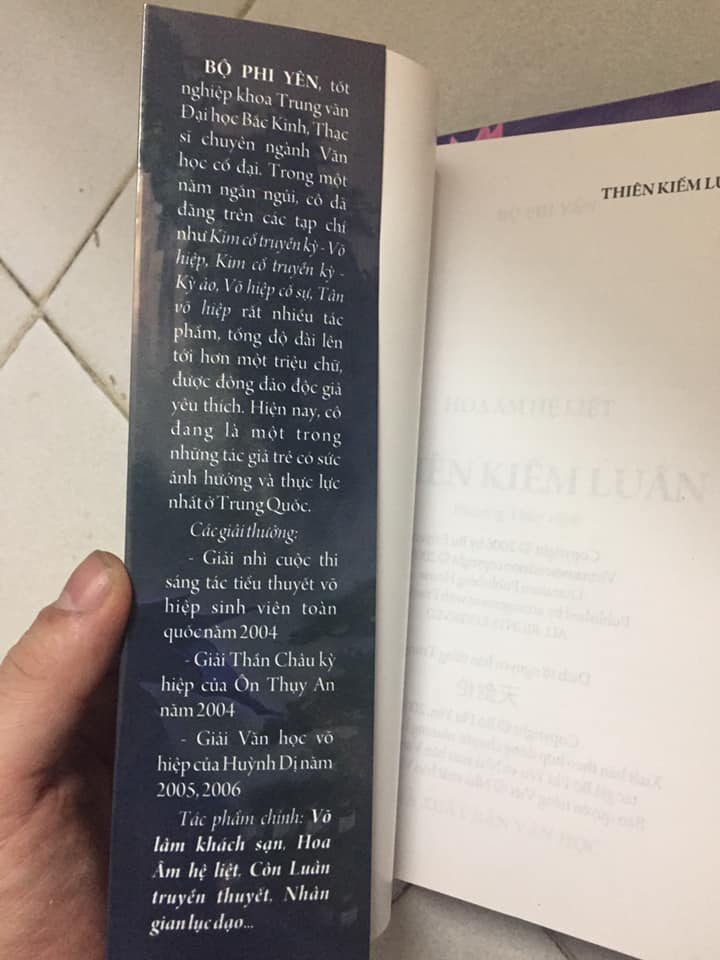 BỘ PHI YÊN, tốt
nghiệp khoa Trung văn
Đại học Bắc Kinh, Thạc
sĩ chuyên ngành Văn
học cổ đại. Trong một
năm ngắn ngủi, cô đã
đăng trên các tạp chí
như Kim cổ truyền kỳ - Võ
hiệp, Kim cổ truyền kỳ -
Kỳ ảo, Võ hiệp cố sự, Tân
võ hiệp rất nhiều tác
phẩm, tổng độ dài lên
tới hơn một triệu chữ,
được đông đảo độc giả
yêu thích. Hiện nay, cô
đang là một trong
những tác giả trẻ có sức
ảnh hưởng và thực lực
nhất ở Trung Quốc.
Các giải thưởng:
- Giải nhì cuộc thi
sáng tác tiểu thuyết võ
hiệp sinh viên toàn
quốc năm 2004
- Giải Thần Châu kỳ
hiệp của Ôn Thụy An
năm 2004
- Giải Văn học võ
hiệp của Huỳnh Dị năm
2005, 2006
Tác phẩm chính: Võ
lâm khách sạn, Hoa
Âm hệ liệt, Côn Luân
truyền thuyết, Nhân
gian lục đạo...
THIÊN KIẾM LU